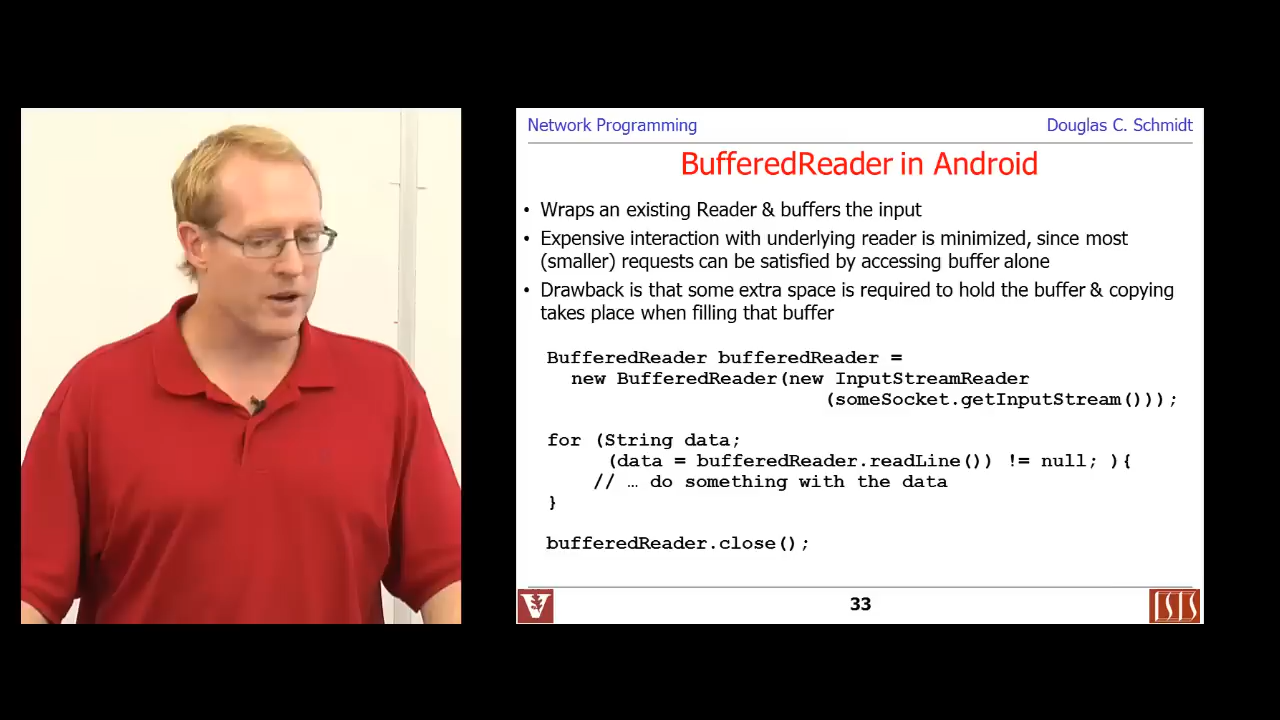 Network Programming
Douglas C. Schmidt
BufferedReader in Android
• Wraps an existing Reader & buffers the input
• Expensive interaction with underlying reader is minimized, since most
(smaller) requests can be satisfied by accessing buffer alone
• Drawback is that some extra space is required to hold the buffer & copying
takes place when filling that buffer
BufferedReader bufferedReader =
new BufferedReader(new InputStreamReader
(someSocket.getInputStream()));
for (String data;
(data = bufferedReader.readLine()) != null; ){
// … do something with the data
}
bufferedReader.close();
V
33
ISIS